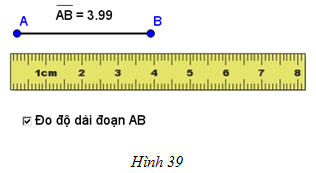 AB = 3.99
A B
1cm 2 3 4 5 6 7 8
Đo độ dài đoạn AB
Hình 39